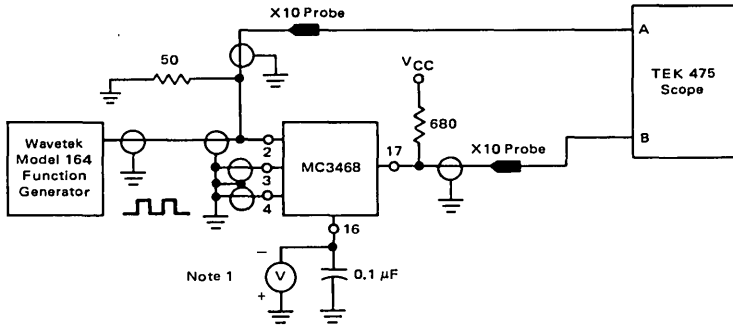 X10 Probe
A
50
VCC
TEK 475
Scope
680
Wavetek
Model 164
Function
Generator
2
MC3468
17
X10 Probe
B
3
4
16
Note 1
−
V
+
0.1 µF